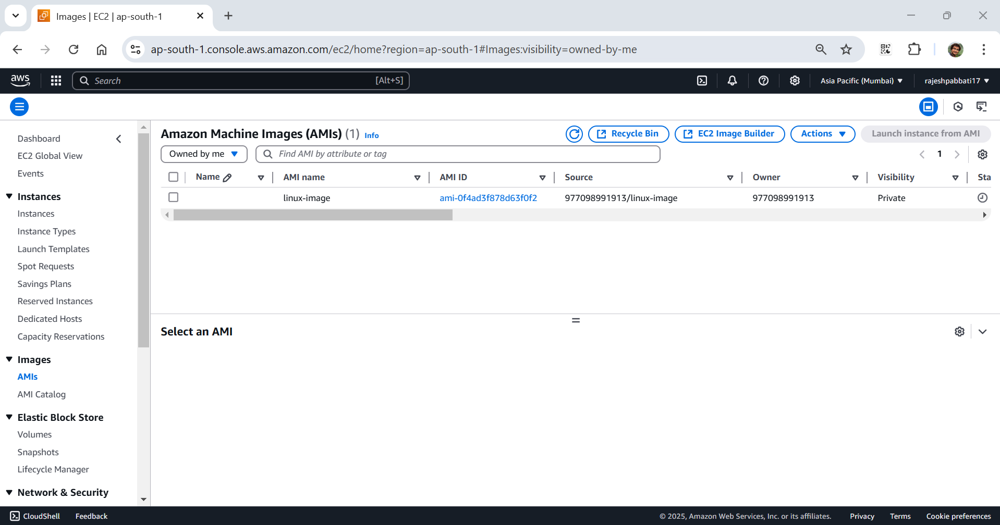 Images | EC2 | ap-south-1
ap-south-1.console.aws.amazon.com/ec2/home?region=ap-south-1#Images:visibility=owned-by-me
aws
Search [Alt+S]
Asia Pacific (Mumbai)
rajeshpabbati17
Dashboard
EC2 Global View
Events
Instances
Instances
Instance Types
Launch Templates
Spot Requests
Savings Plans
Reserved Instances
Dedicated Hosts
Capacity Reservations
Images
AMIs
AMI Catalog
Elastic Block Store
Volumes
Snapshots
Lifecycle Manager
Network & Security
Amazon Machine Images (AMIs) (1) Info
Recycle Bin
EC2 Image Builder
Actions
Launch instance from AMI
Owned by me
Find AMI by attribute or tag
1
Name AMI name AMI ID Source Owner Visibility Sta
linux-image ami-0f4ad3f878d63f0f2 977098991913/linux-image 977098991913 Private
Select an AMI
CloudShell Feedback
© 2025, Amazon Web Services, Inc. or its affiliates. Privacy Terms Cookie preferences